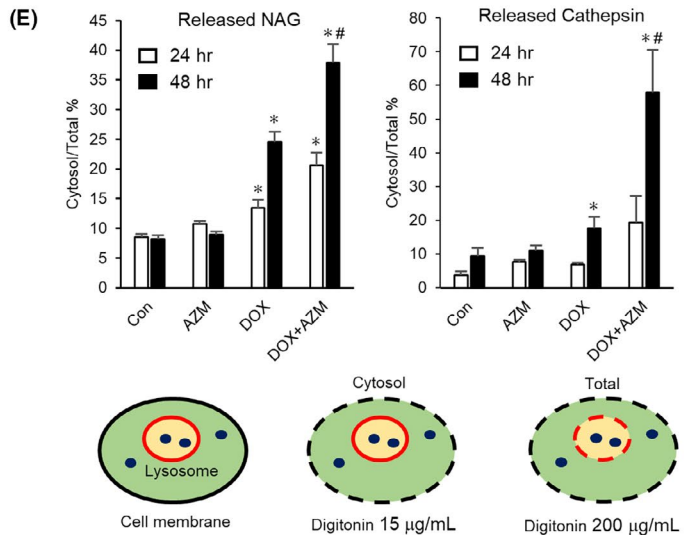 (E)
Released NAG
24 hr
48 hr
Cytosol/Total %
45
40
35
30
25
20
15
10
5
0
*
*
*
*#
Con
AZM
DOX
DOX+AZM
Released Cathepsin
24 hr
48 hr
Cytosol/Total %
80
70
60
50
40
30
20
10
0
*
*#
Con
AZM
DOX
DOX+AZM
Lysosome
Cell membrane
Cytosol
Digitonin 15 μg/mL
Total
Digitonin 200 μg/mL